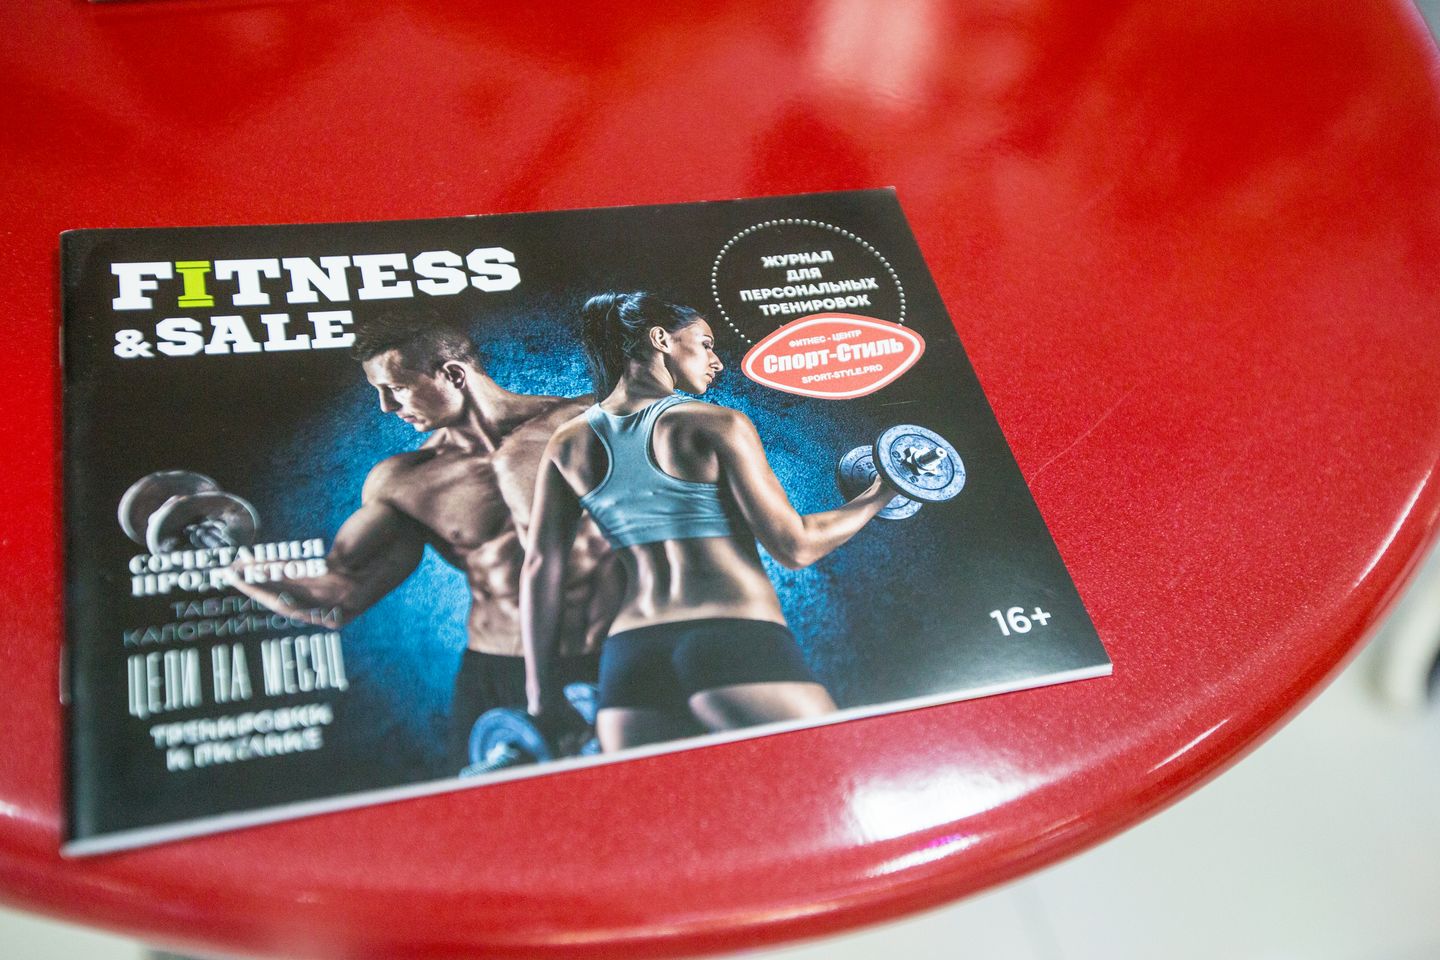 FITNESS
&SALE
ЖУРНАЛ
ДЛЯ
ПЕРСОНАЛЬНЫХ
ТРЕНИРОВОК
ФИТНЕС - ЦЕНТР
Спорт-Стиль
SPORT-STYLE.PRO
СОЧЕТАНИЯ
ПРОДУКТОВ
ТАБЛИЦА
КАЛОРИЙНОСТИ
ЦЕЛИ НА МЕСЯЦ
ТРЕНИРОВКИ
И ПИТАНИЕ
16+